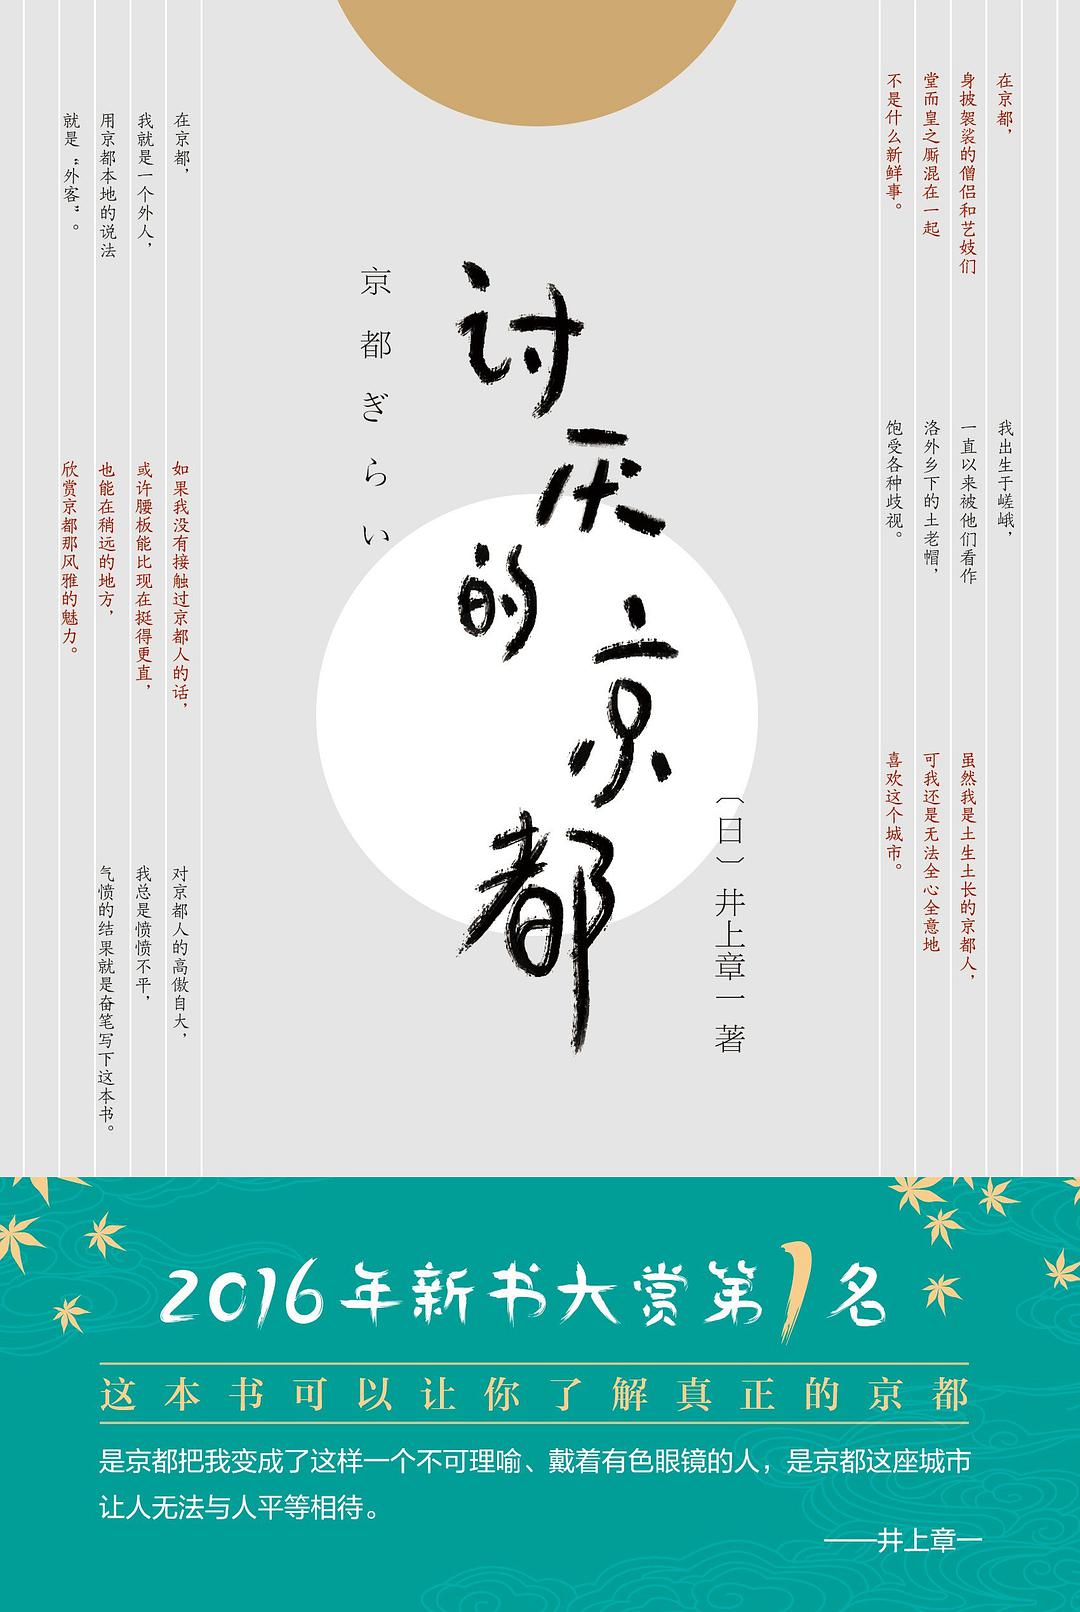 在京都，
身披袈裟的僧侣和艺妓们
堂而皇之厮混在一起
不是什么新鲜事。
我出生于嵯峨，
一直以来被他们看作
洛外乡下的土老帽，
饱受各种歧视。
虽然我是土生土长的京都人，
可我还是无法全心全意地
喜欢这个城市。
讨厌的京都
京都ぎらい
〔日〕井上章一 著
在京都，
我就是一个外人，
用京都本地的说法
就是“外客”。
如果我没有接触过京都人的话，
或许腰板能比现在挺得更直，
也能在稍远的地方，
欣赏京都那风雅的魅力。
对京都人的高傲自大，
我总是愤愤不平，
气愤的结果就是奋笔写下这本书。
2016年新书大赏第1名
这本书可以让你了解真正的京都
是京都把我变成了这样一个不可理喻、戴着有色眼镜的人，是京都这座城市
让人无法与人平等相待。
——井上章一